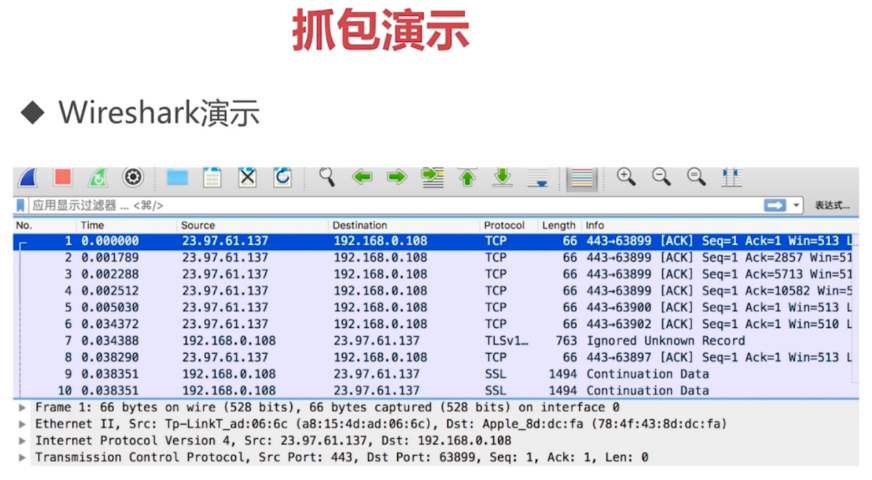 抓包演示
◆ Wireshark演示
应用显示过滤器 … <⌘/> 表达式…
No. Time Source Destination Protocol Length Info
1 0.000000 23.97.61.137 192.168.0.108 TCP 66 443→63899 [ACK] Seq=1 Ack=1 Win=513 L
2 0.001789 23.97.61.137 192.168.0.108 TCP 66 443→63899 [ACK] Seq=1 Ack=2857 Win=51
3 0.002288 23.97.61.137 192.168.0.108 TCP 66 443→63899 [ACK] Seq=1 Ack=5713 Win=51
4 0.002512 23.97.61.137 192.168.0.108 TCP 66 443→63899 [ACK] Seq=1 Ack=10582 Win=5
5 0.005030 23.97.61.137 192.168.0.108 TCP 66 443→63900 [ACK] Seq=1 Ack=1 Win=513 L
6 0.034372 23.97.61.137 192.168.0.108 TCP 66 443→63902 [ACK] Seq=1 Ack=1 Win=510 L
7 0.034388 192.168.0.108 23.97.61.137 TLSv1… 763 Ignored Unknown Record
8 0.038290 23.97.61.137 192.168.0.108 TCP 66 443→63897 [ACK] Seq=1 Ack=1 Win=513 L
9 0.038351 192.168.0.108 23.97.61.137 SSL 1494 Continuation Data
10 0.038351 192.168.0.108 23.97.61.137 SSL 1494 Continuation Data
Frame 1: 66 bytes on wire (528 bits), 66 bytes captured (528 bits) on interface 0
Ethernet II, Src: Tp-LinkT_ad:06:6c (a8:15:4d:ad:06:6c), Dst: Apple_8d:dc:fa (78:4f:43:8d:dc:fa)
Internet Protocol Version 4, Src: 23.97.61.137, Dst: 192.168.0.108
Transmission Control Protocol, Src Port: 443, Dst Port: 63899, Seq: 1, Ack: 1, Len: 0